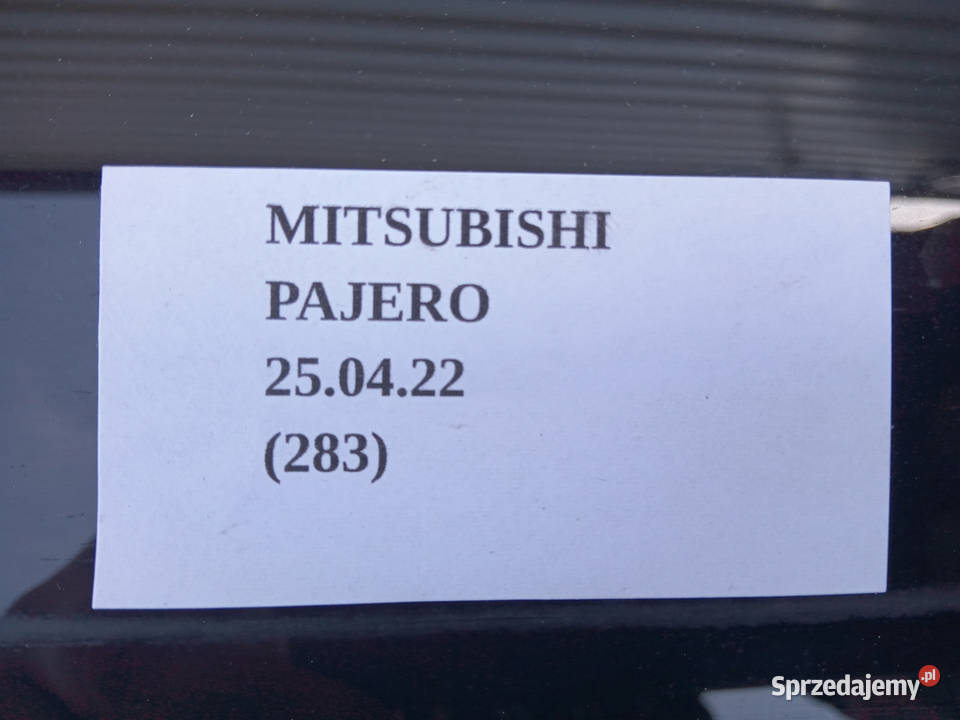 MITSUBISHI
PAJERO
25.04.22
(283)
Sprzedajemy.pl